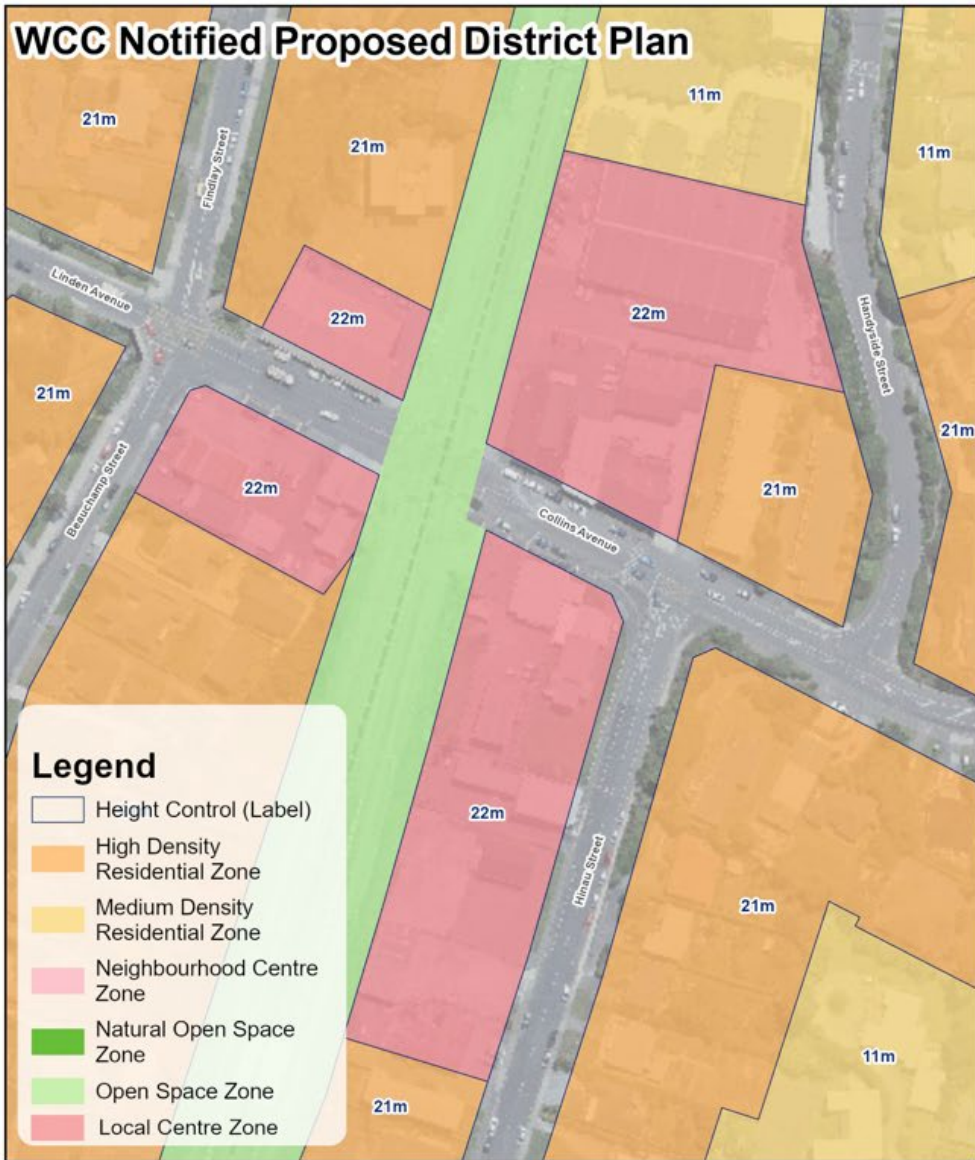 WCC Notified Proposed District Plan
11m
21m
21m
Findlay Street
11m
Linden Avenue
22m
22m
Handyside Street
21m
21m
Beauchamp Street
22m
21m
Collins Avenue
22m
Hinau Street
21m
11m
21m
Legend
Height Control (Label)
High Density
Residential Zone
Medium Density
Residential Zone
Neighbourhood Centre
Zone
Natural Open Space
Zone
Open Space Zone
Local Centre Zone